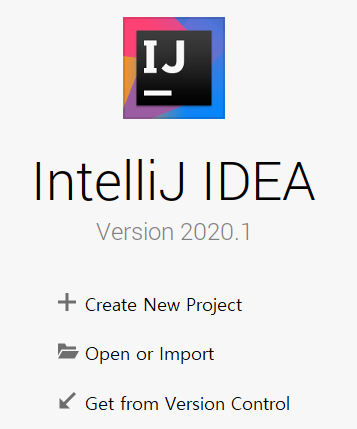 IJ
IntelliJ IDEA
Version 2020.1
Create New Project
Open or Import
Get from Version Control